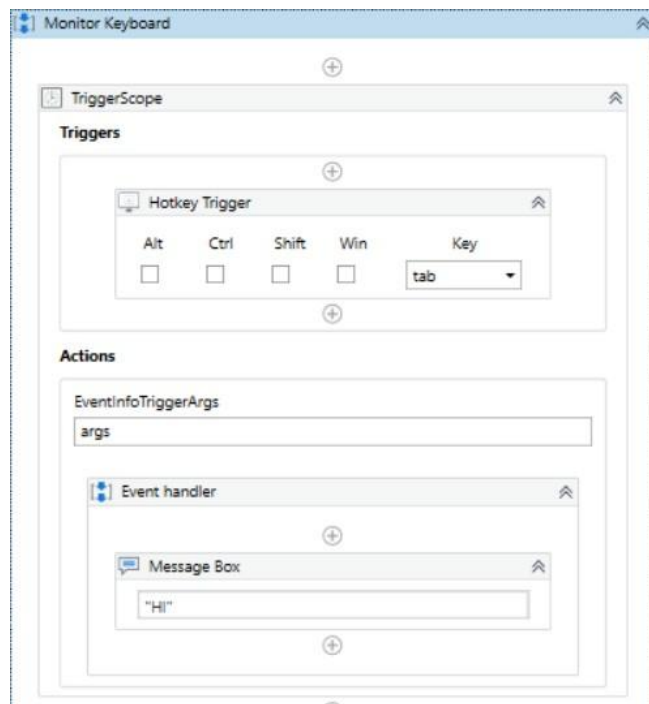 Monitor Keyboard
TriggerScope
Triggers
Hotkey Trigger
Alt Ctrl Shift Win Key
tab
Actions
EventInfoTriggerArgs
args
Event handler
Message Box
"HI"